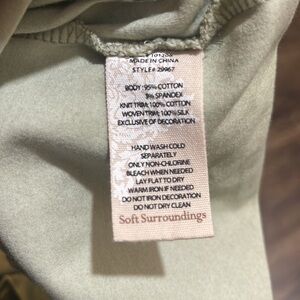 MADE IN CHINA
STYLE# 29967
BODY: 95% COTTON
5% SPANDEX
KNIT TRIM: 100% COTTON
WOVEN TRIM: 100% SILK
EXCLUSIVE OF DECORATION
HAND WASH COLD
SEPARATELY
ONLY NON-CHLORINE
BLEACH WHEN NEEDED
LAY FLAT TO DRY
WARM IRON IF NEEDED
DO NOT IRON DECORATION
DO NOT DRY CLEAN
Soft Surroundings